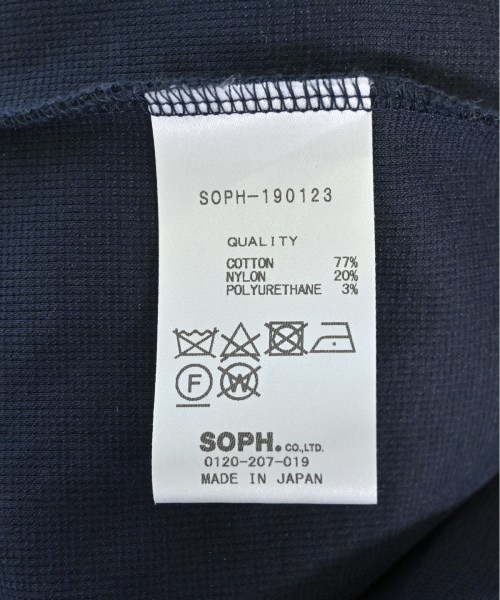 SOPH-190123
QUALITY
COTTON 77%
NYLON 20%
POLYURETHANE 3%
F W
SOPH. CO.,LTD.
0120-207-019
MADE IN JAPAN